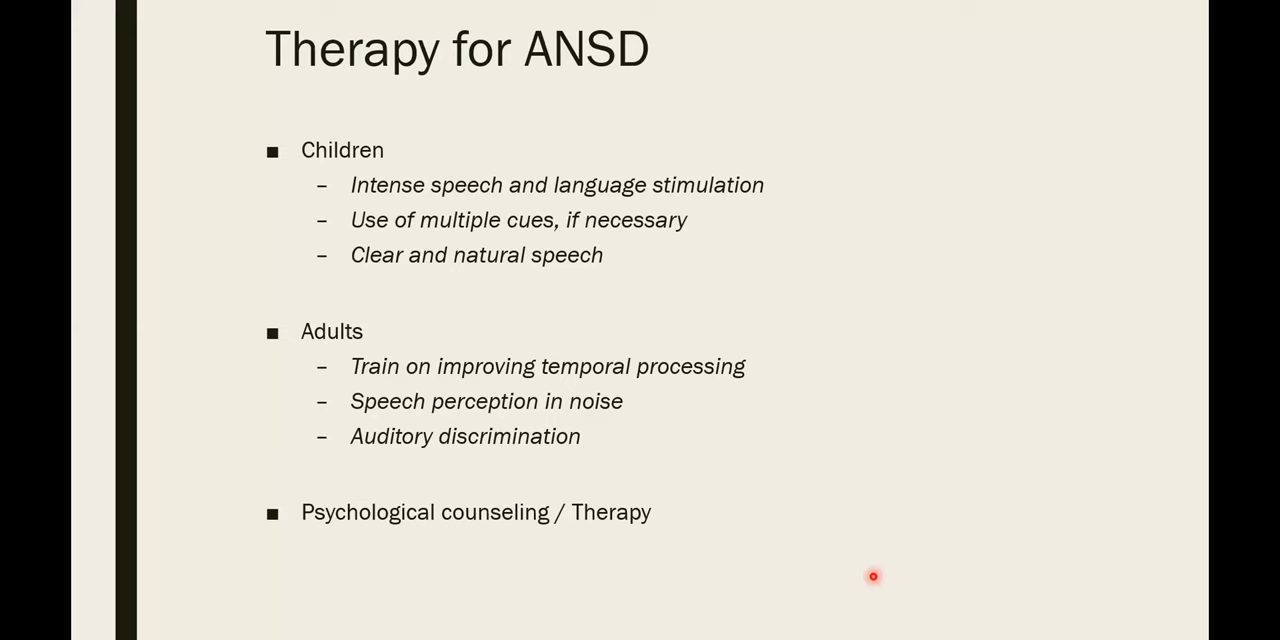 Therapy for ANSD
■ Children
– Intense speech and language stimulation
– Use of multiple cues, if necessary
– Clear and natural speech
■ Adults
– Train on improving temporal processing
– Speech perception in noise
– Auditory discrimination
■ Psychological counseling / Therapy